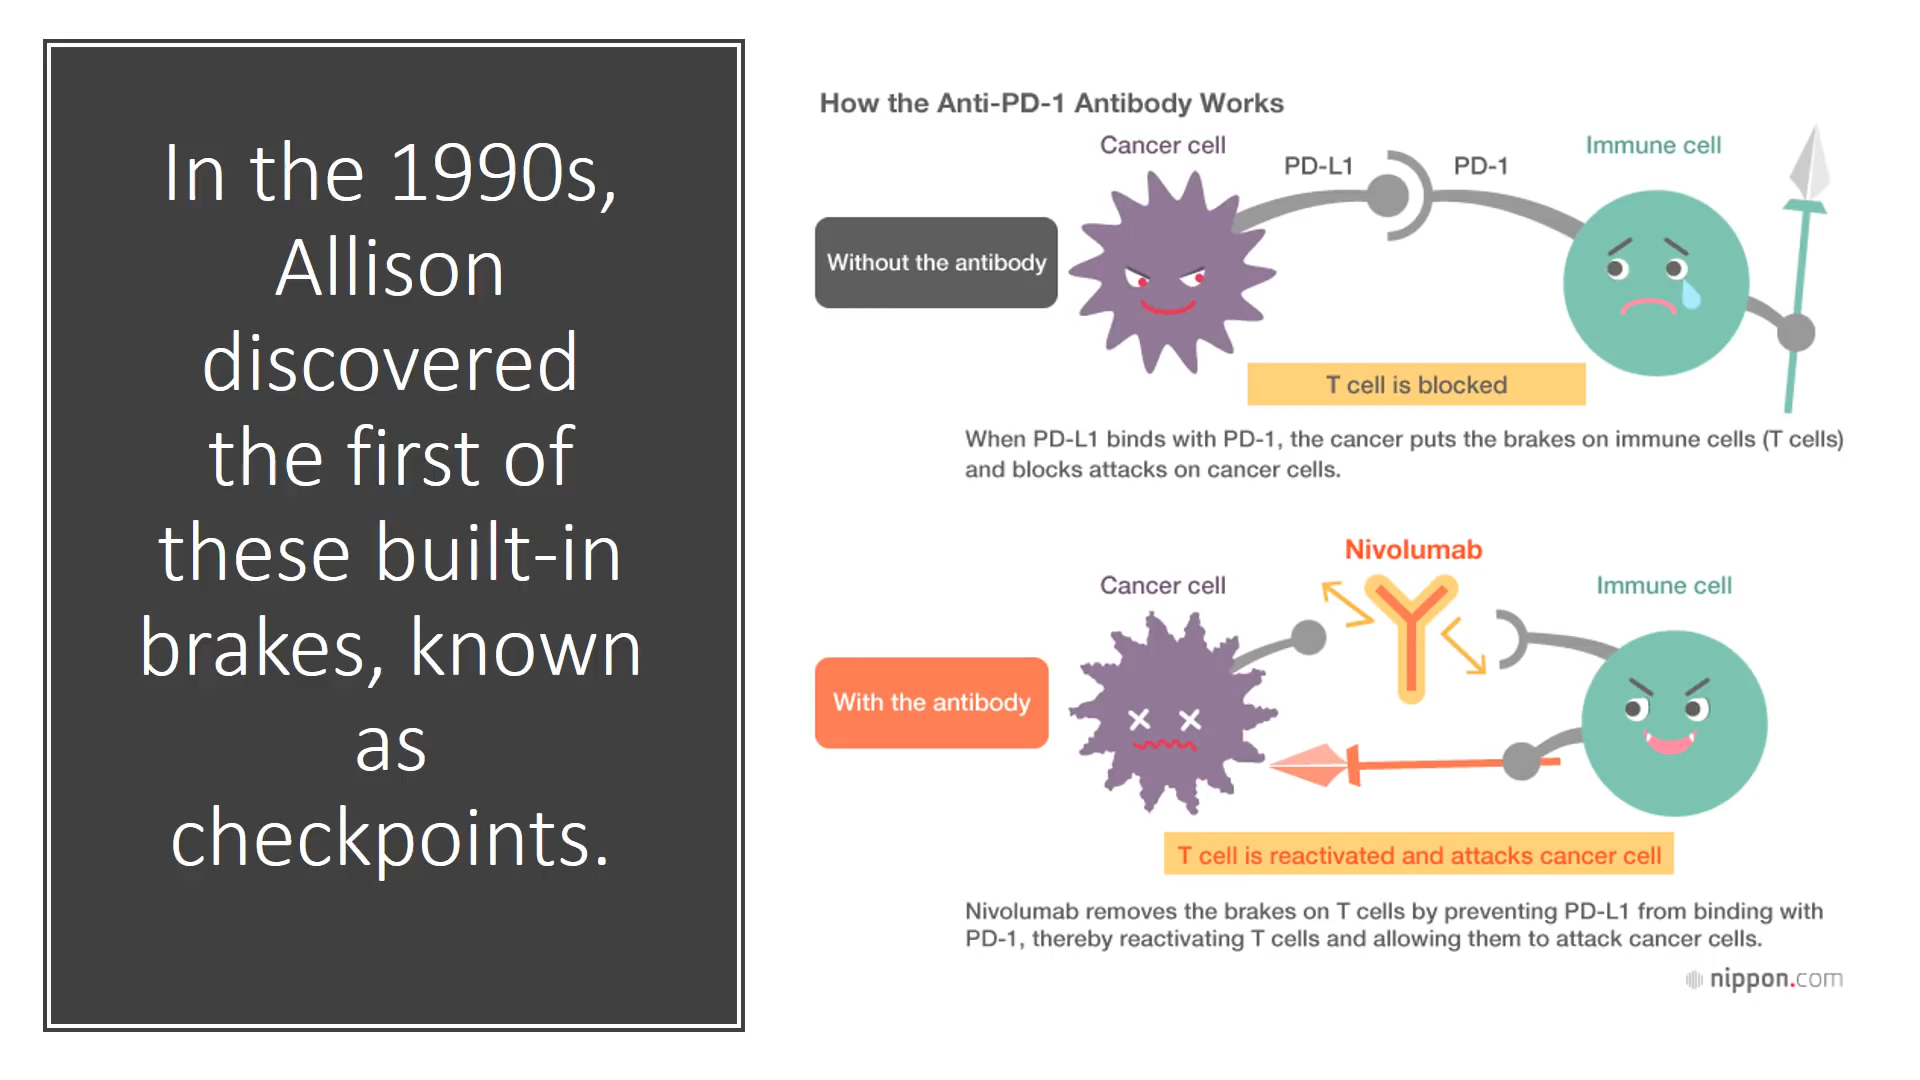 In the 1990s,
Allison
discovered
the first of
these built-in
brakes, known
as
checkpoints.
How the Anti-PD-1 Antibody Works
Cancer cell
PD-L1
PD-1
Immune cell
Without the antibody
T cell is blocked
When PD-L1 binds with PD-1, the cancer puts the brakes on immune cells (T cells)
and blocks attacks on cancer cells.
Nivolumab
Cancer cell
Immune cell
With the antibody
T cell is reactivated and attacks cancer cell
Nivolumab removes the brakes on T cells by preventing PD-L1 from binding with
PD-1, thereby reactivating T cells and allowing them to attack cancer cells.
nippon.com